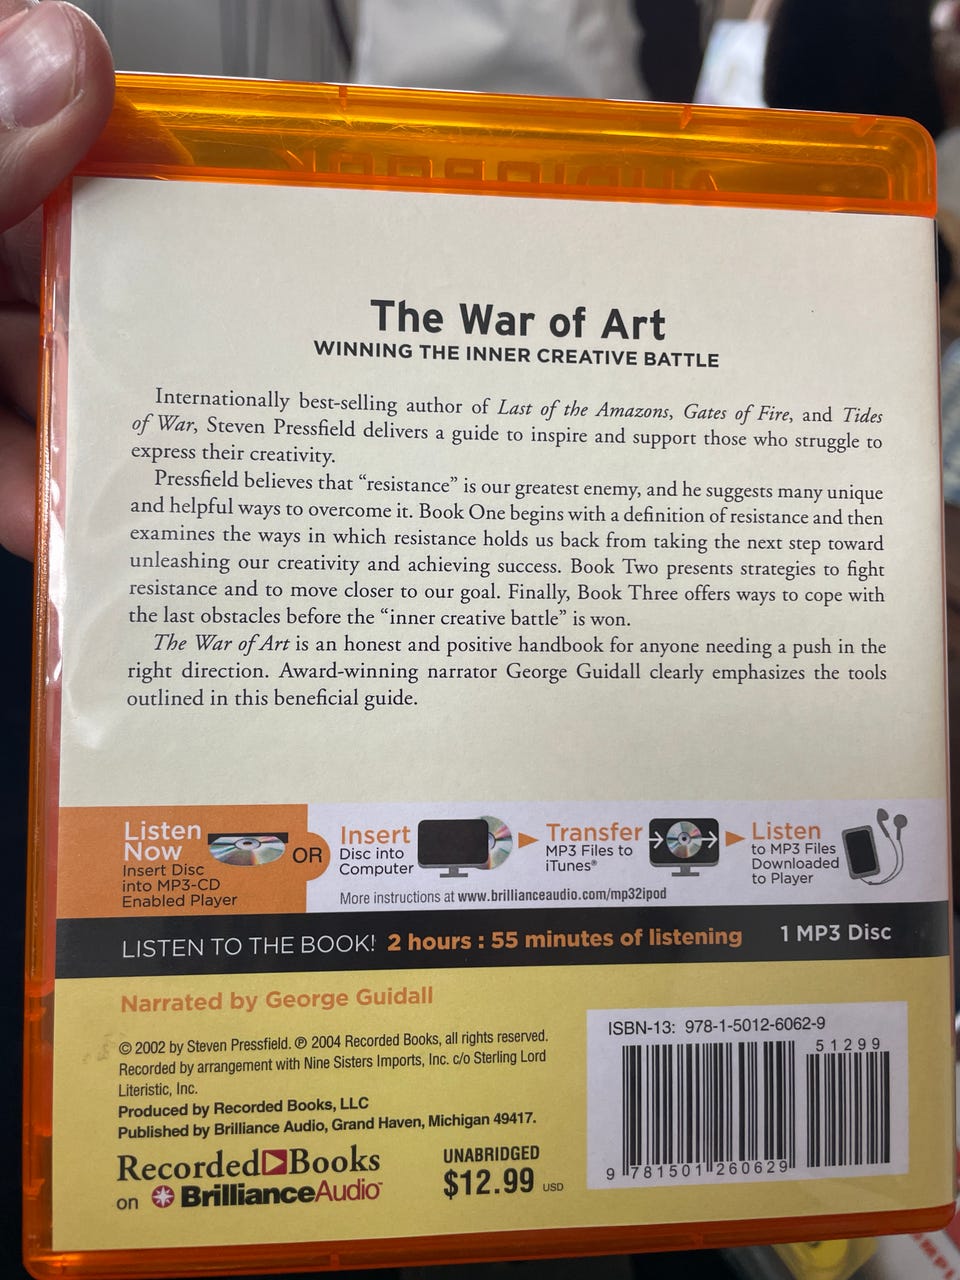 The War of Art
WINNING THE INNER CREATIVE BATTLE
Internationally best-selling author of Last of the Amazons, Gates of Fire, and Tides
of War, Steven Pressfield delivers a guide to inspire and support those who struggle to
express their creativity.
Pressfield believes that “resistance” is our greatest enemy, and he suggests many unique
and helpful ways to overcome it. Book One begins with a definition of resistance and then
examines the ways in which resistance holds us back from taking the next step toward
unleashing our creativity and achieving success. Book Two presents strategies to fight
resistance and to move closer to our goal. Finally, Book Three offers ways to cope with
the last obstacles before the “inner creative battle” is won.
The War of Art is an honest and positive handbook for anyone needing a push in the
right direction. Award-winning narrator George Guidall clearly emphasizes the tools
outlined in this beneficial guide.
Listen
Now
Insert Disc
into MP3-CD
Enabled Player
OR
Insert
Disc into
Computer
Transfer
MP3 Files to
iTunes®
Listen
to MP3 Files
Downloaded
to Player
More instructions at www.brillianceaudio.com/mp32ipod
LISTEN TO THE BOOK! 2 hours : 55 minutes of listening 1 MP3 Disc
Narrated by George Guidall
© 2002 by Steven Pressfield. ℗ 2004 Recorded Books, all rights reserved.
Recorded by arrangement with Nine Sisters Imports, Inc. c/o Sterling Lord
Literistic, Inc.
Produced by Recorded Books, LLC
Published by Brilliance Audio, Grand Haven, Michigan 49417.
Recorded Books
on BrillianceAudio™
UNABRIDGED
$12.99 USD
ISBN-13: 978-1-5012-6062-9
51299
9 781501 260629